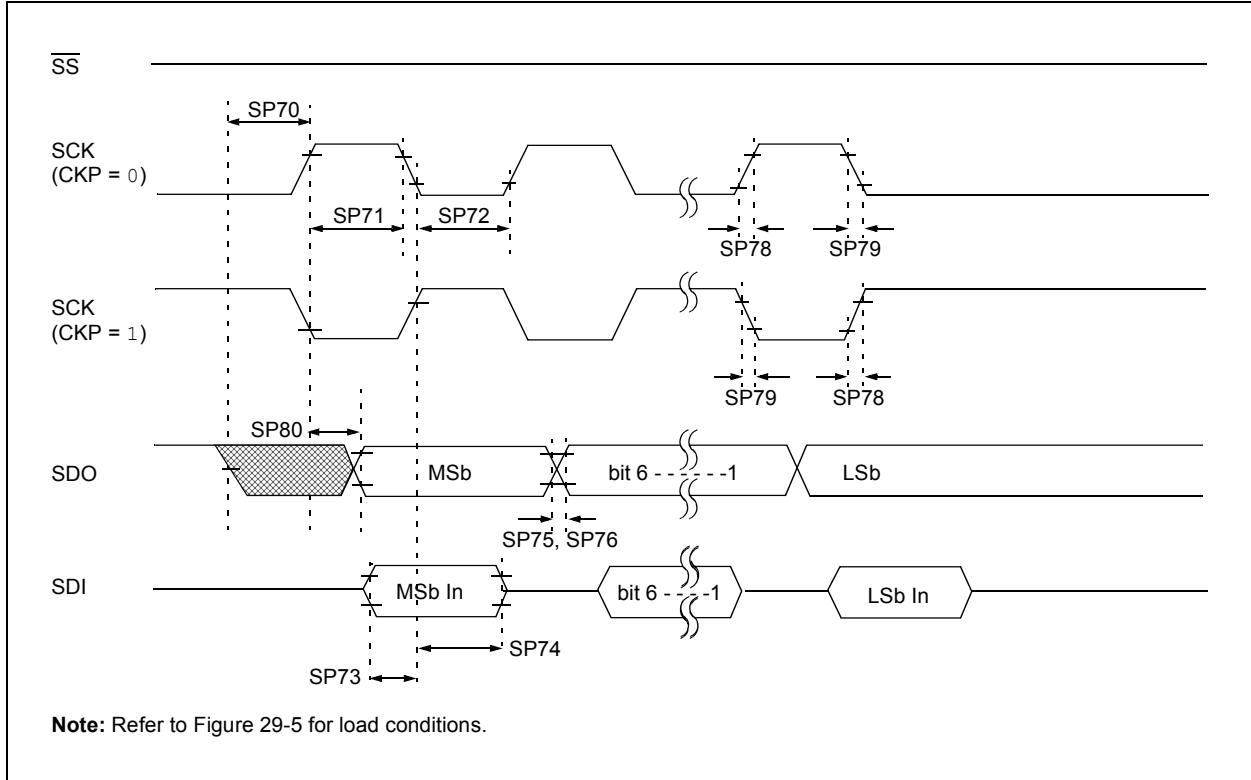 SS
SP70
SCK
(CKP = 0)
SP71
SP72
SP78
SP79
SCK
(CKP = 1)
SP79
SP78
SP80
SDO
MSb
bit 6 - - - - - -1
LSb
SP75, SP76
SDI
MSb In
bit 6 - - - - -1
LSb In
SP74
SP73
Note: Refer to Figure 29-5 for load conditions.